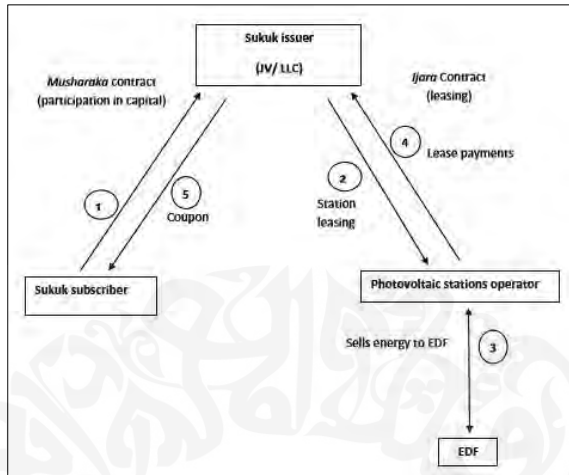 Sukuk issuer
(JV/ LLC)
Musharaka contract
(participation in capital)
Ijara Contract
(leasing)
4
Lease payments
1
5
Coupon
2
Station
leasing
Sukuk subscriber
Photovoltaic stations operator
Sells energy to EDF
3
EDF